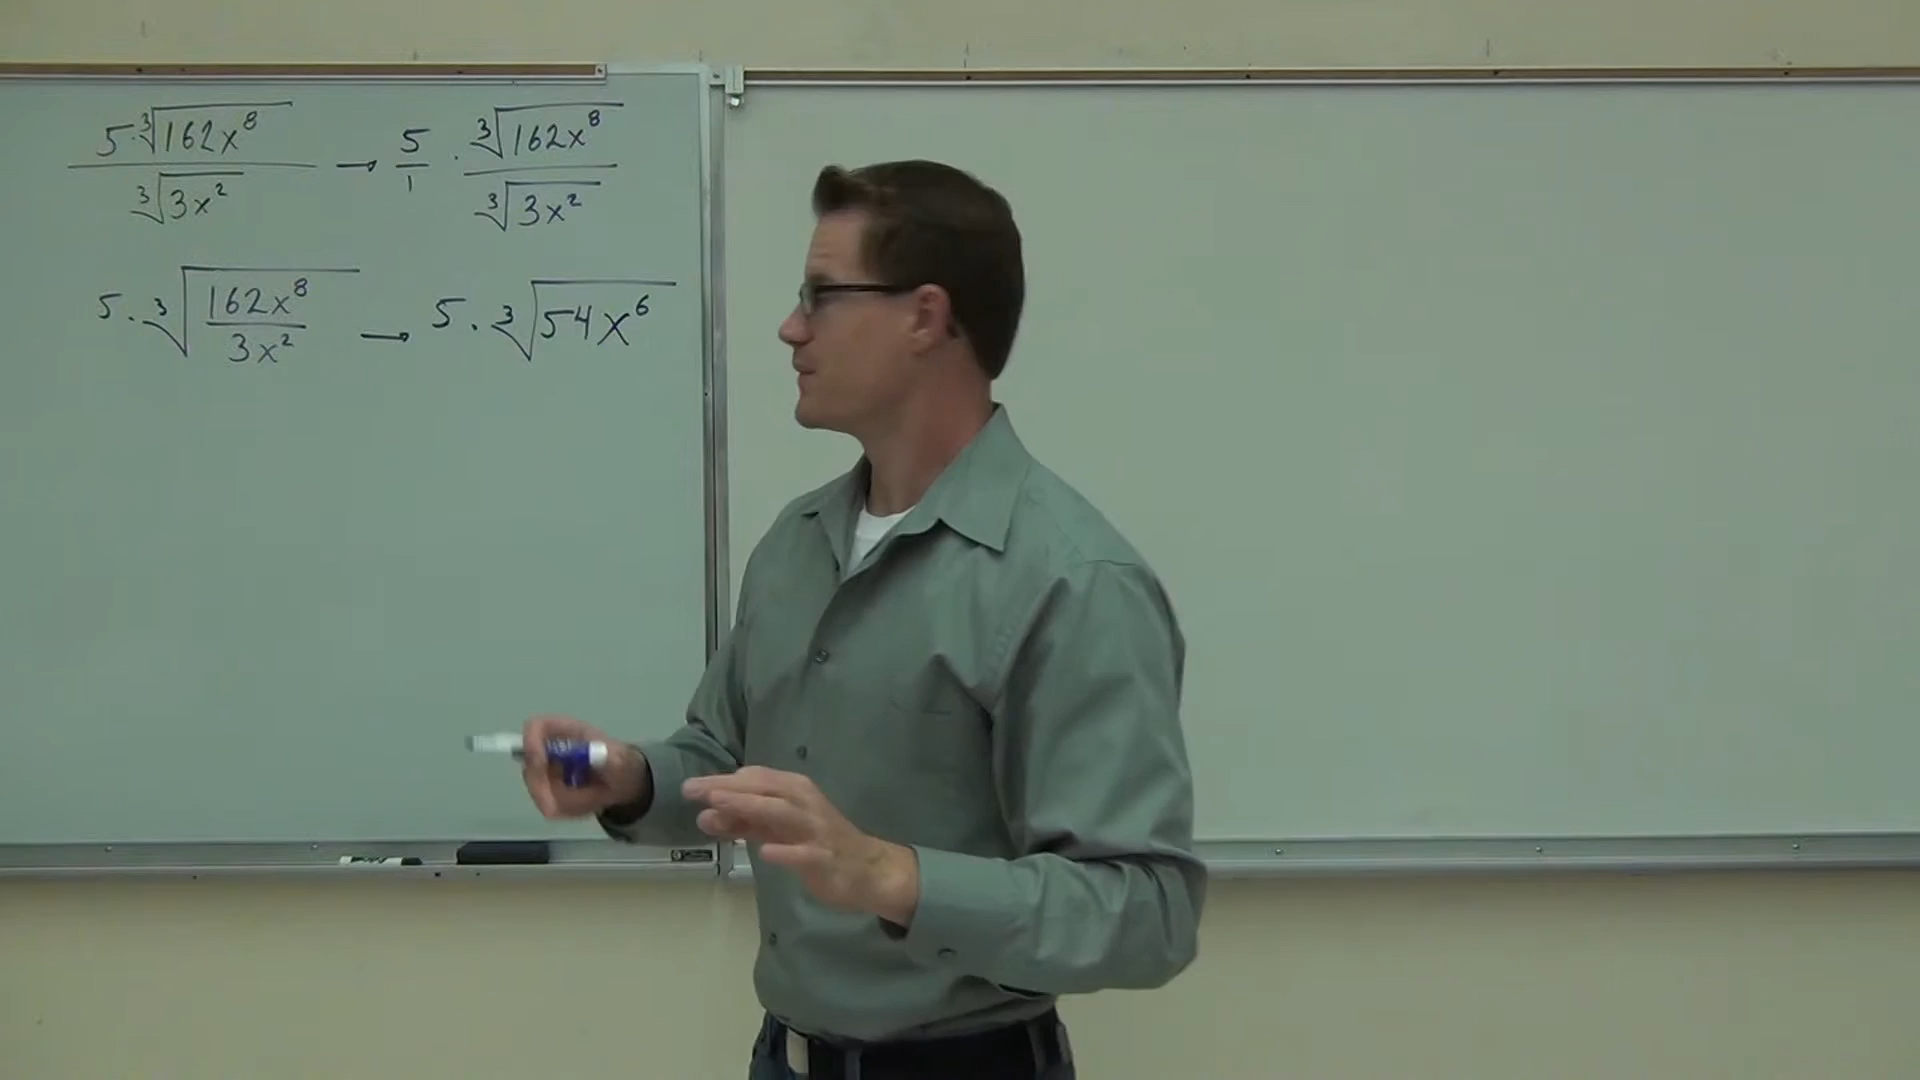 5·∛162x⁸ / ∛3x² → 5/1 · ∛162x⁸ / ∛3x²
5·∛(162x⁸/3x²) → 5·∛54x⁶